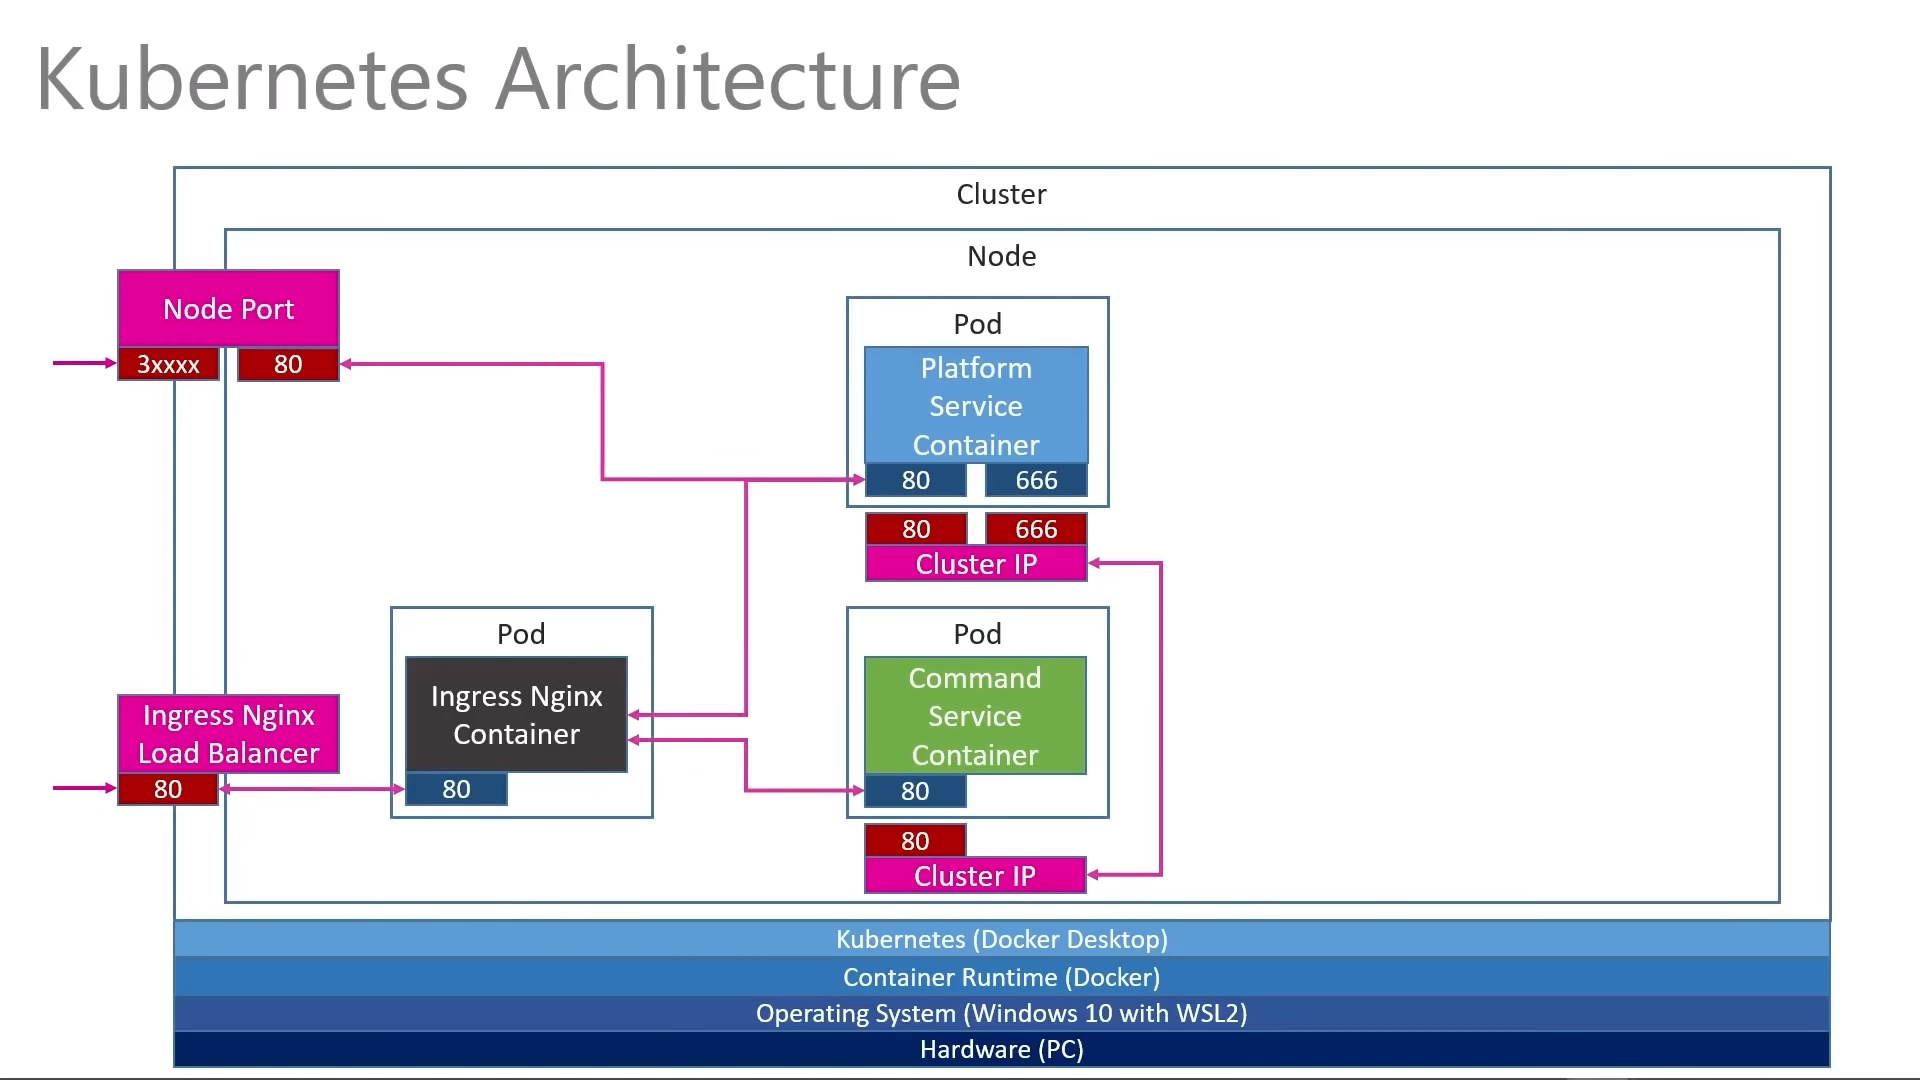 Kubernetes Architecture
Cluster
Node
Node Port
3xxxx
80
Pod
Platform
Service
Container
80
666
80
666
Cluster IP
Pod
Ingress Nginx
Container
80
Ingress Nginx
Load Balancer
80
Pod
Command
Service
Container
80
80
Cluster IP
Kubernetes (Docker Desktop)
Container Runtime (Docker)
Operating System (Windows 10 with WSL2)
Hardware (PC)